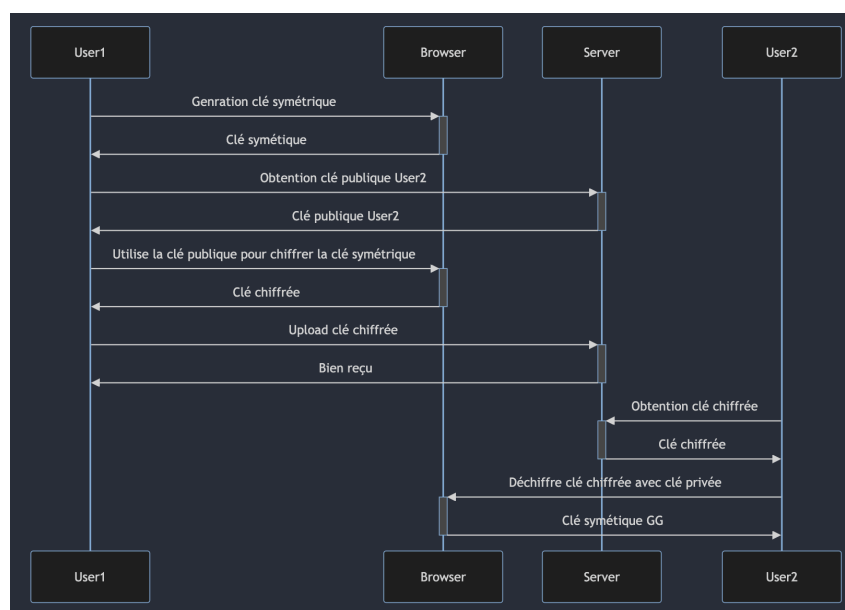 User1
Browser
Server
User2
Genration clé symétrique
Clé symétique
Obtention clé publique User2
Clé publique User2
Utilise la clé publique pour chiffrer la clé symétrique
Clé chiffrée
Upload clé chiffrée
Bien reçu
Obtention clé chiffrée
Clé chiffrée
Déchiffre clé chiffrée avec clé privée
Clé symétique GG
User1
Browser
Server
User2